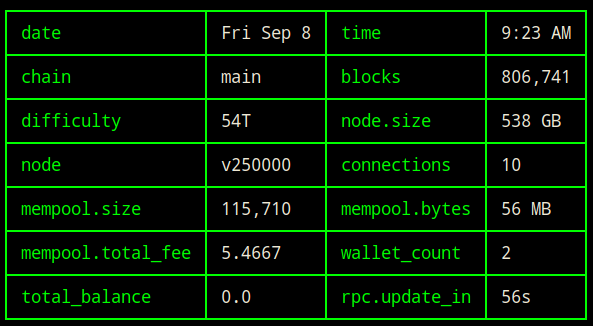 date Fri Sep 8 time 9:23 AM
chain main blocks 806,741
difficulty 54T node.size 538 GB
node v250000 connections 10
mempool.size 115,710 mempool.bytes 56 MB
mempool.total_fee 5.4667 wallet_count 2
total_balance 0.0 rpc.update_in 56s